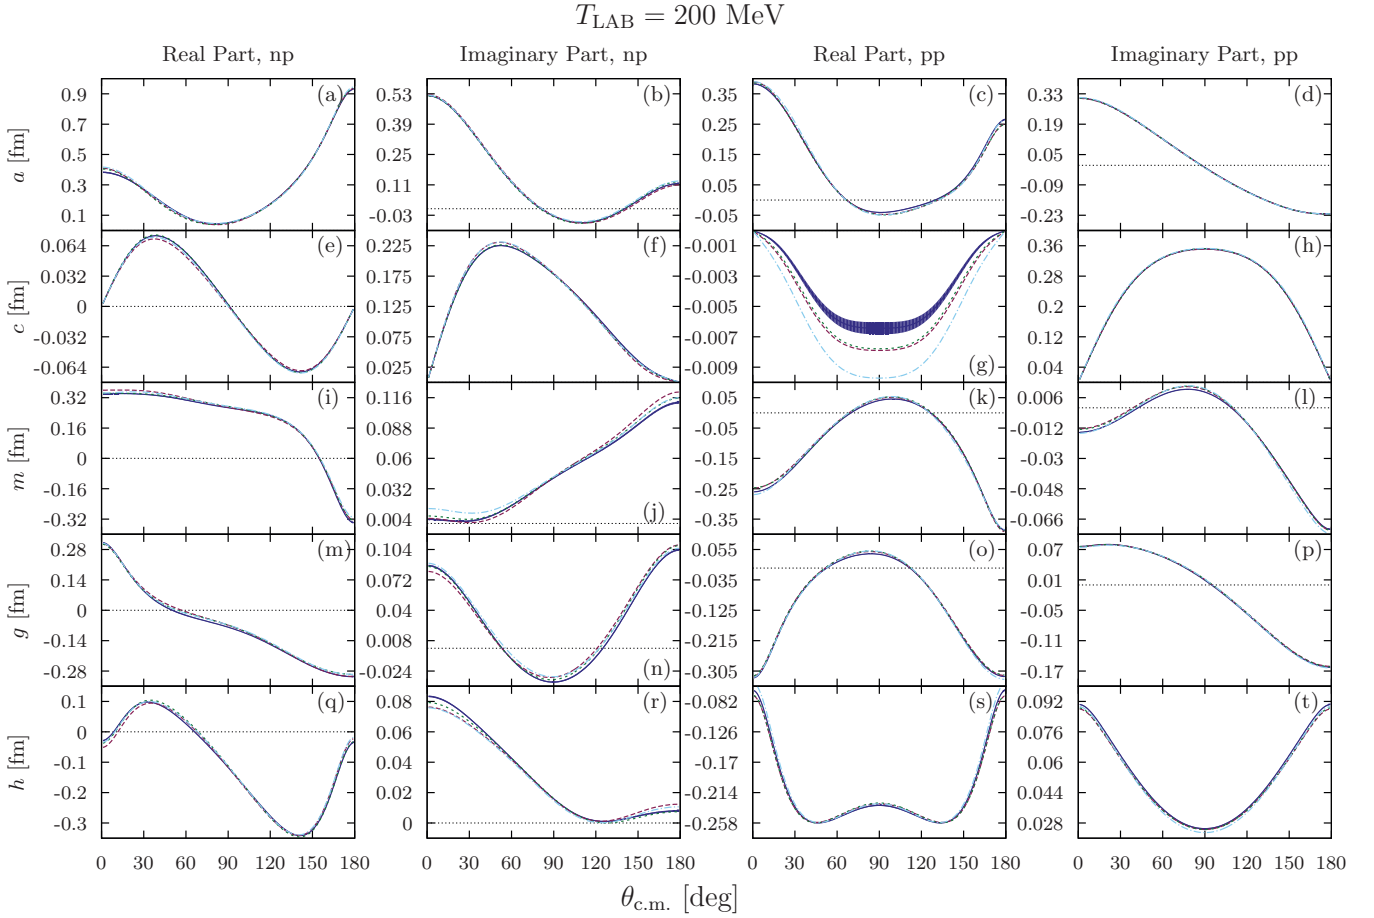 T_LAB = 200 MeV
Real Part, np Imaginary Part, np Real Part, pp Imaginary Part, pp
a [fm]
0.9 0.7 0.5 0.3 0.1 (a)
0.53 0.39 0.25 0.11 -0.03 (b)
0.35 0.25 0.15 0.05 -0.05 (c)
0.33 0.19 0.05 -0.09 -0.23 (d)
c [fm]
0.064 0.032 0 -0.032 -0.064 (e)
0.225 0.175 0.125 0.075 0.025 (f)
-0.001 -0.003 -0.005 -0.007 -0.009 (g)
0.36 0.28 0.2 0.12 0.04 (h)
m [fm]
0.32 0.16 0 -0.16 -0.32 (i)
0.116 0.088 0.06 0.032 0.004 (j)
0.05 -0.05 -0.15 -0.25 -0.35 (k)
0.006 -0.012 -0.03 -0.048 -0.066 (l)
g [fm]
0.28 0.14 0 -0.14 -0.28 (m)
0.104 0.072 0.04 0.008 -0.024 (n)
0.055 -0.035 -0.125 -0.215 -0.305 (o)
0.07 0.01 -0.05 -0.11 -0.17 (p)
h [fm]
0.1 0 -0.1 -0.2 -0.3 (q)
0.08 0.06 0.04 0.02 0 (r)
-0.082 -0.126 -0.17 -0.214 -0.258 (s)
0.092 0.076 0.06 0.044 0.028 (t)
0 30 60 90 120 150 180 0 30 60 90 120 150 180 0 30 60 90 120 150 180 0 30 60 90 120 150 180
θ_c.m. [deg]